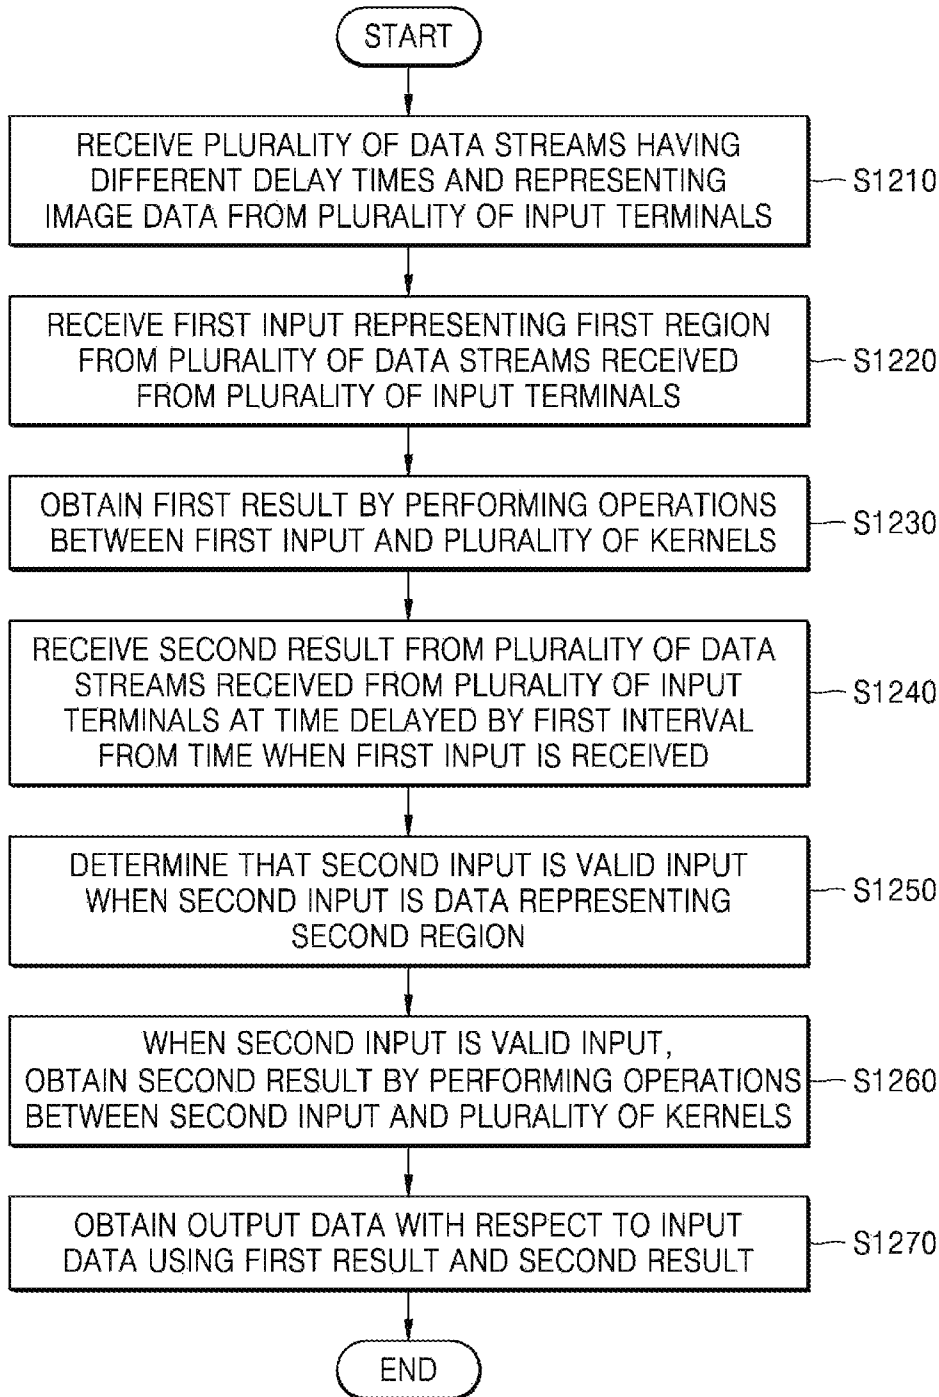 START
RECEIVE PLURALITY OF DATA STREAMS HAVING
DIFFERENT DELAY TIMES AND REPRESENTING
IMAGE DATA FROM PLURALITY OF INPUT TERMINALS
S1210
RECEIVE FIRST INPUT REPRESENTING FIRST REGION
FROM PLURALITY OF DATA STREAMS RECEIVED
FROM PLURALITY OF INPUT TERMINALS
S1220
OBTAIN FIRST RESULT BY PERFORMING OPERATIONS
BETWEEN FIRST INPUT AND PLURALITY OF KERNELS
S1230
RECEIVE SECOND RESULT FROM PLURALITY OF DATA
STREAMS RECEIVED FROM PLURALITY OF INPUT
TERMINALS AT TIME DELAYED BY FIRST INTERVAL
FROM TIME WHEN FIRST INPUT IS RECEIVED
S1240
DETERMINE THAT SECOND INPUT IS VALID INPUT
WHEN SECOND INPUT IS DATA REPRESENTING
SECOND REGION
S1250
WHEN SECOND INPUT IS VALID INPUT,
OBTAIN SECOND RESULT BY PERFORMING OPERATIONS
BETWEEN SECOND INPUT AND PLURALITY OF KERNELS
S1260
OBTAIN OUTPUT DATA WITH RESPECT TO INPUT
DATA USING FIRST RESULT AND SECOND RESULT
S1270
END